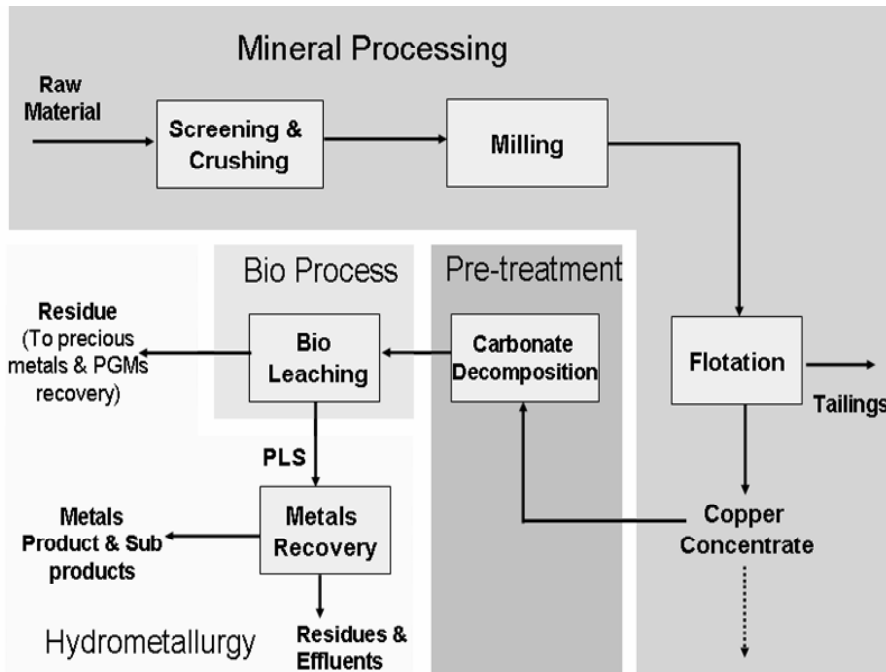 Mineral Processing
Raw
Material
Screening &
Crushing
Milling
Bio Process
Pre-treatment
Residue
(To precious
metals & PGMs
recovery)
Bio
Leaching
Carbonate
Decomposition
Flotation
Tailings
PLS
Metals
Product & Sub
products
Metals
Recovery
Copper
Concentrate
Hydrometallurgy
Residues &
Effluents